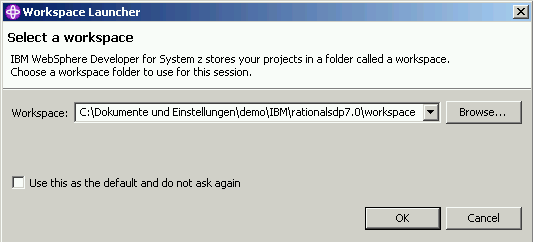 Workspace Launcher
Select a workspace
IBM WebSphere Developer for System z stores your projects in a folder called a workspace.
Choose a workspace folder to use for this session.
Workspace: C:\Dokumente und Einstellungen\demo\IBM\rationalsdp7.0\workspace Browse...
Use this as the default and do not ask again
OK Cancel